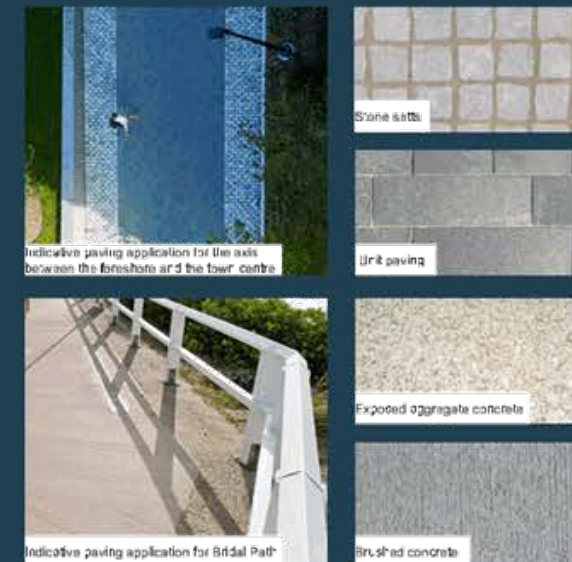 Indicative paving application for the axis
between the foreshore and the town centre
Stone setts
Unit paving
Indicative paving application for Bridal Path
Exposed aggregate concrete
Brushed concrete